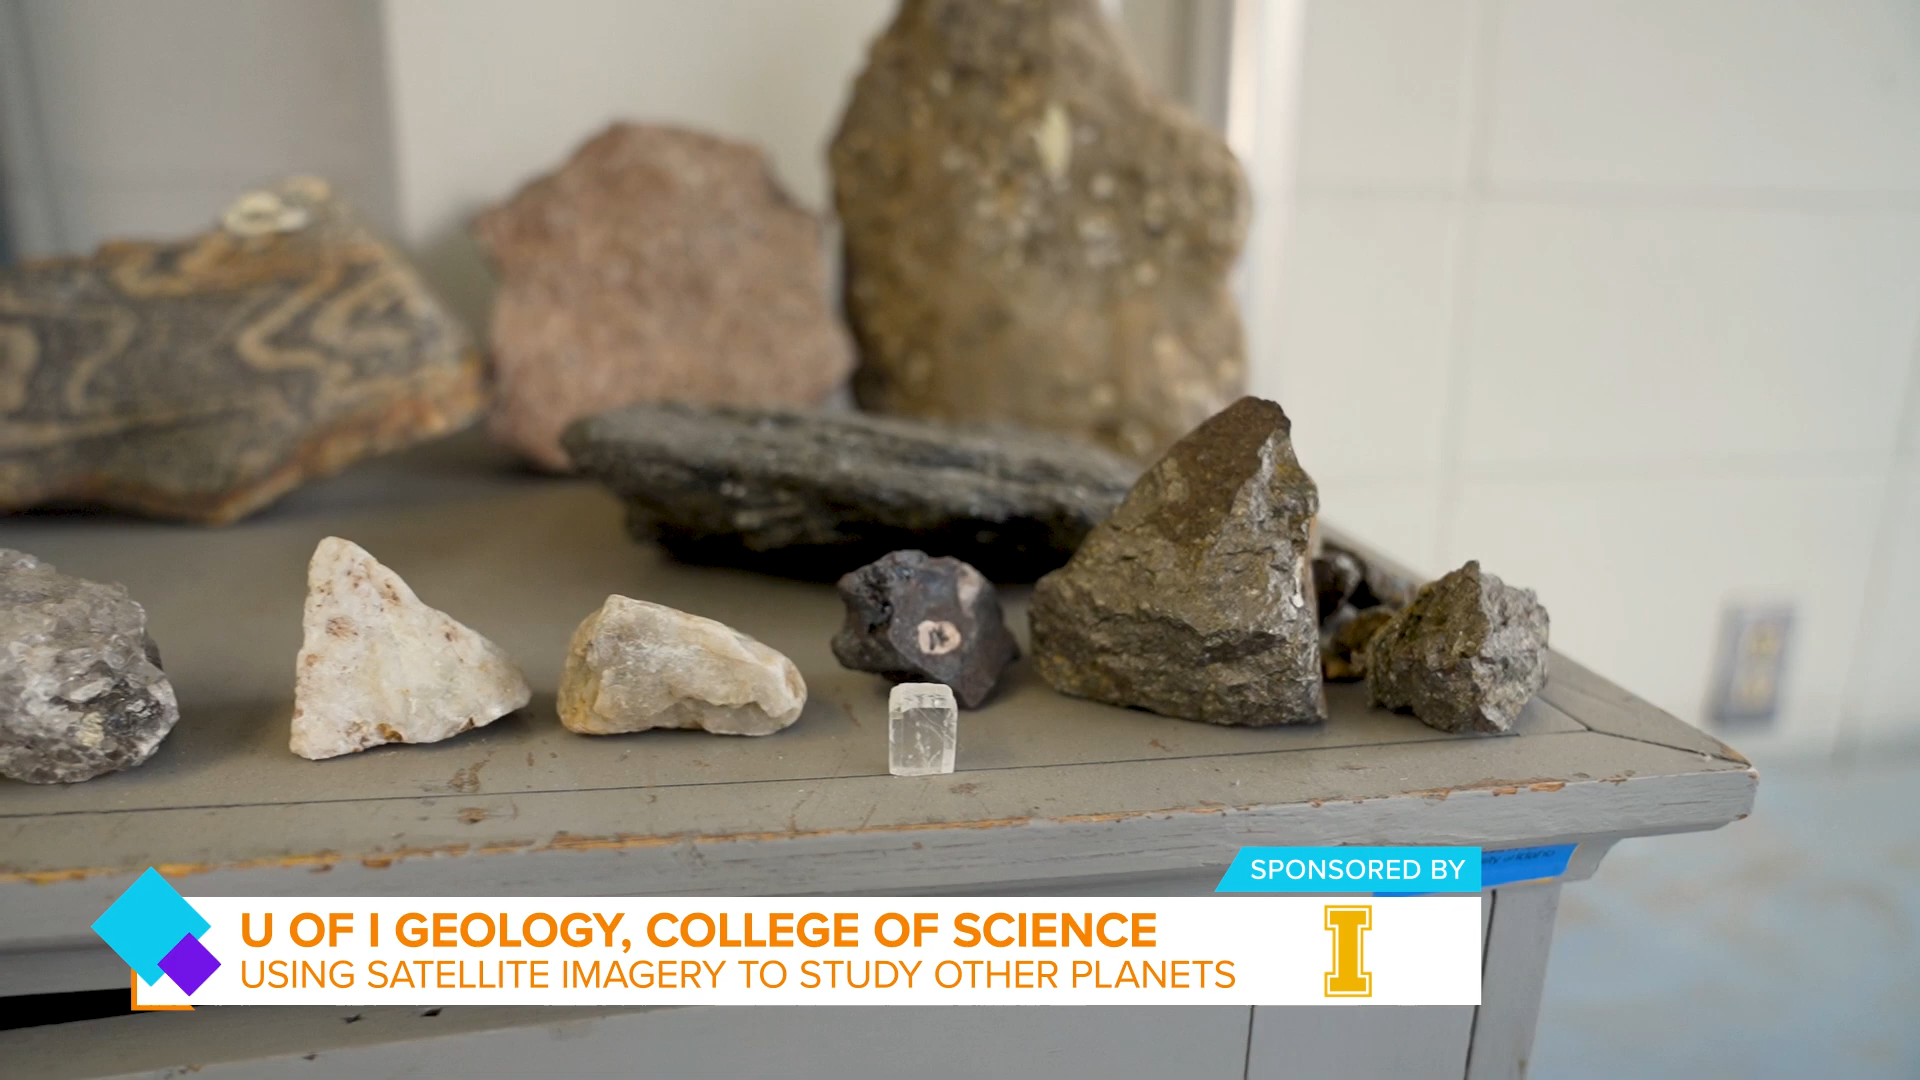 SPONSORED BY
U OF I GEOLOGY, COLLEGE OF SCIENCE
I
USING SATELLITE IMAGERY TO STUDY OTHER PLANETS